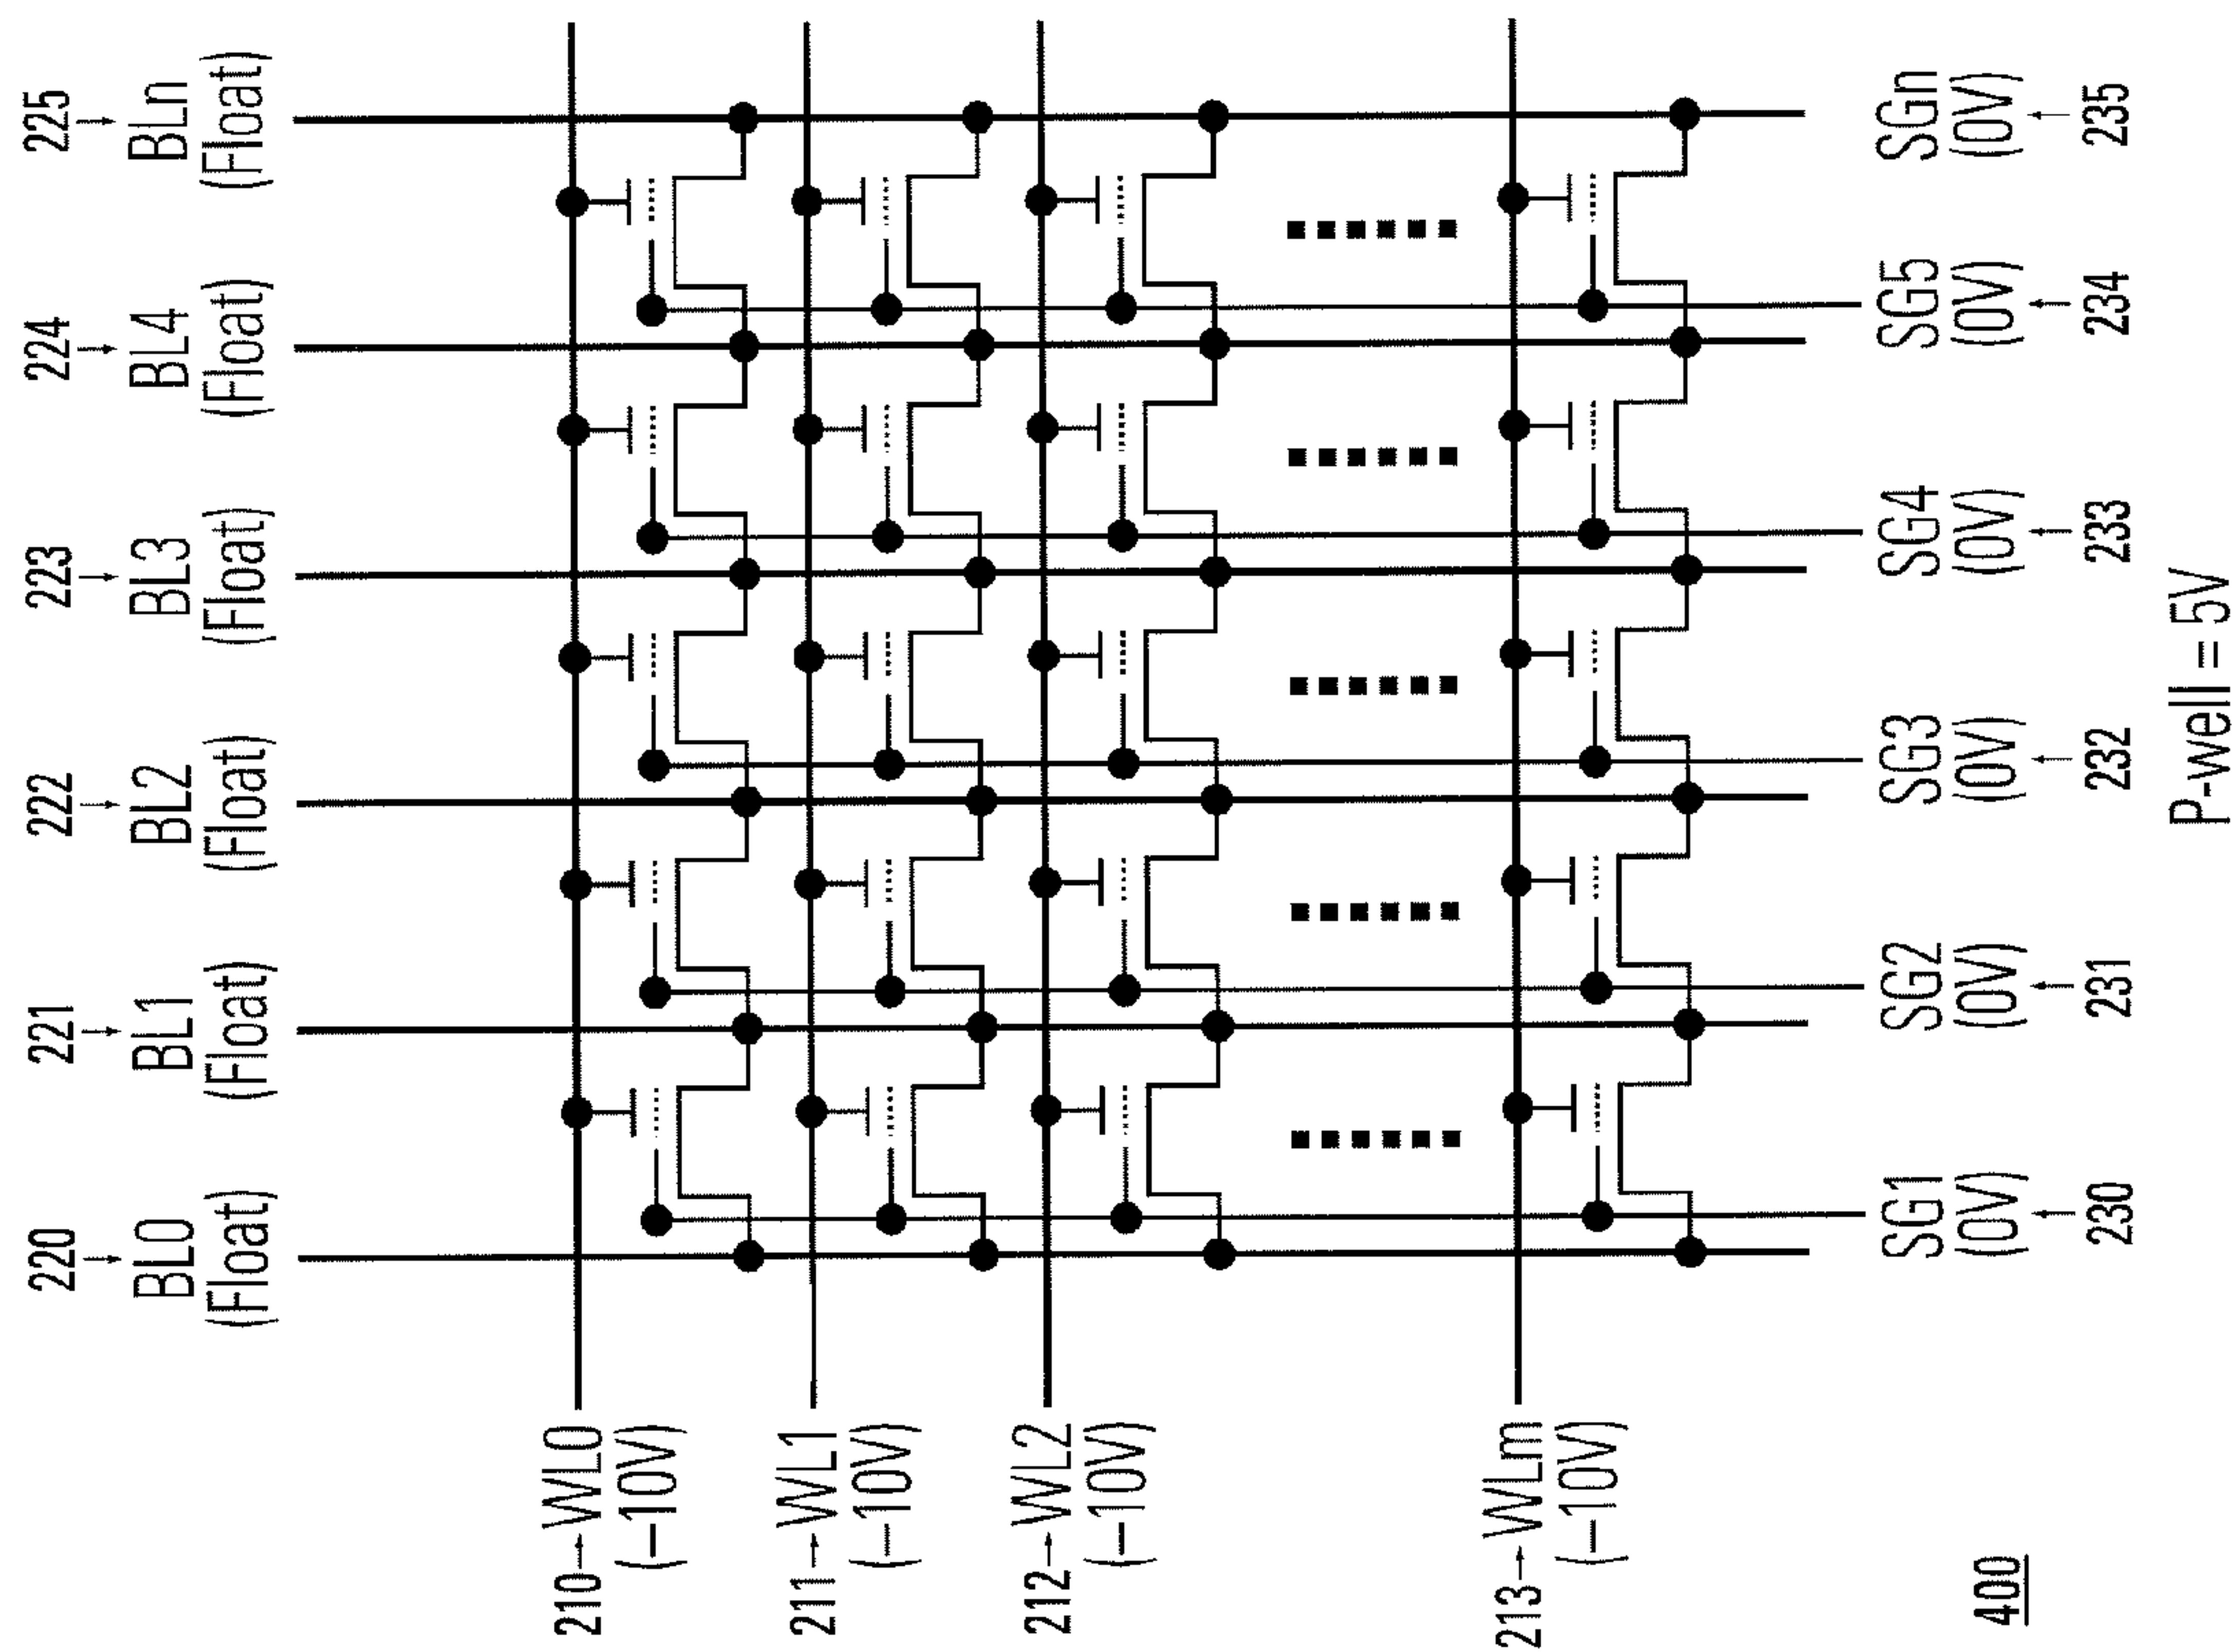 225
BLn
(Float)
224
BL4
(Float)
223
BL3
(Float)
222
BL2
(Float)
221
BL1
(Float)
220
BL0
(Float)
210 WL0
(–10V)
211 WL1
(–10V)
212 WL2
(–10V)
213 WLm
(–10V)
SGn
(0V)
235
SG5
(0V)
234
SG4
(0V)
233
SG3
(0V)
232
SG2
(0V)
231
SG1
(0V)
230
P-well = 5V
400